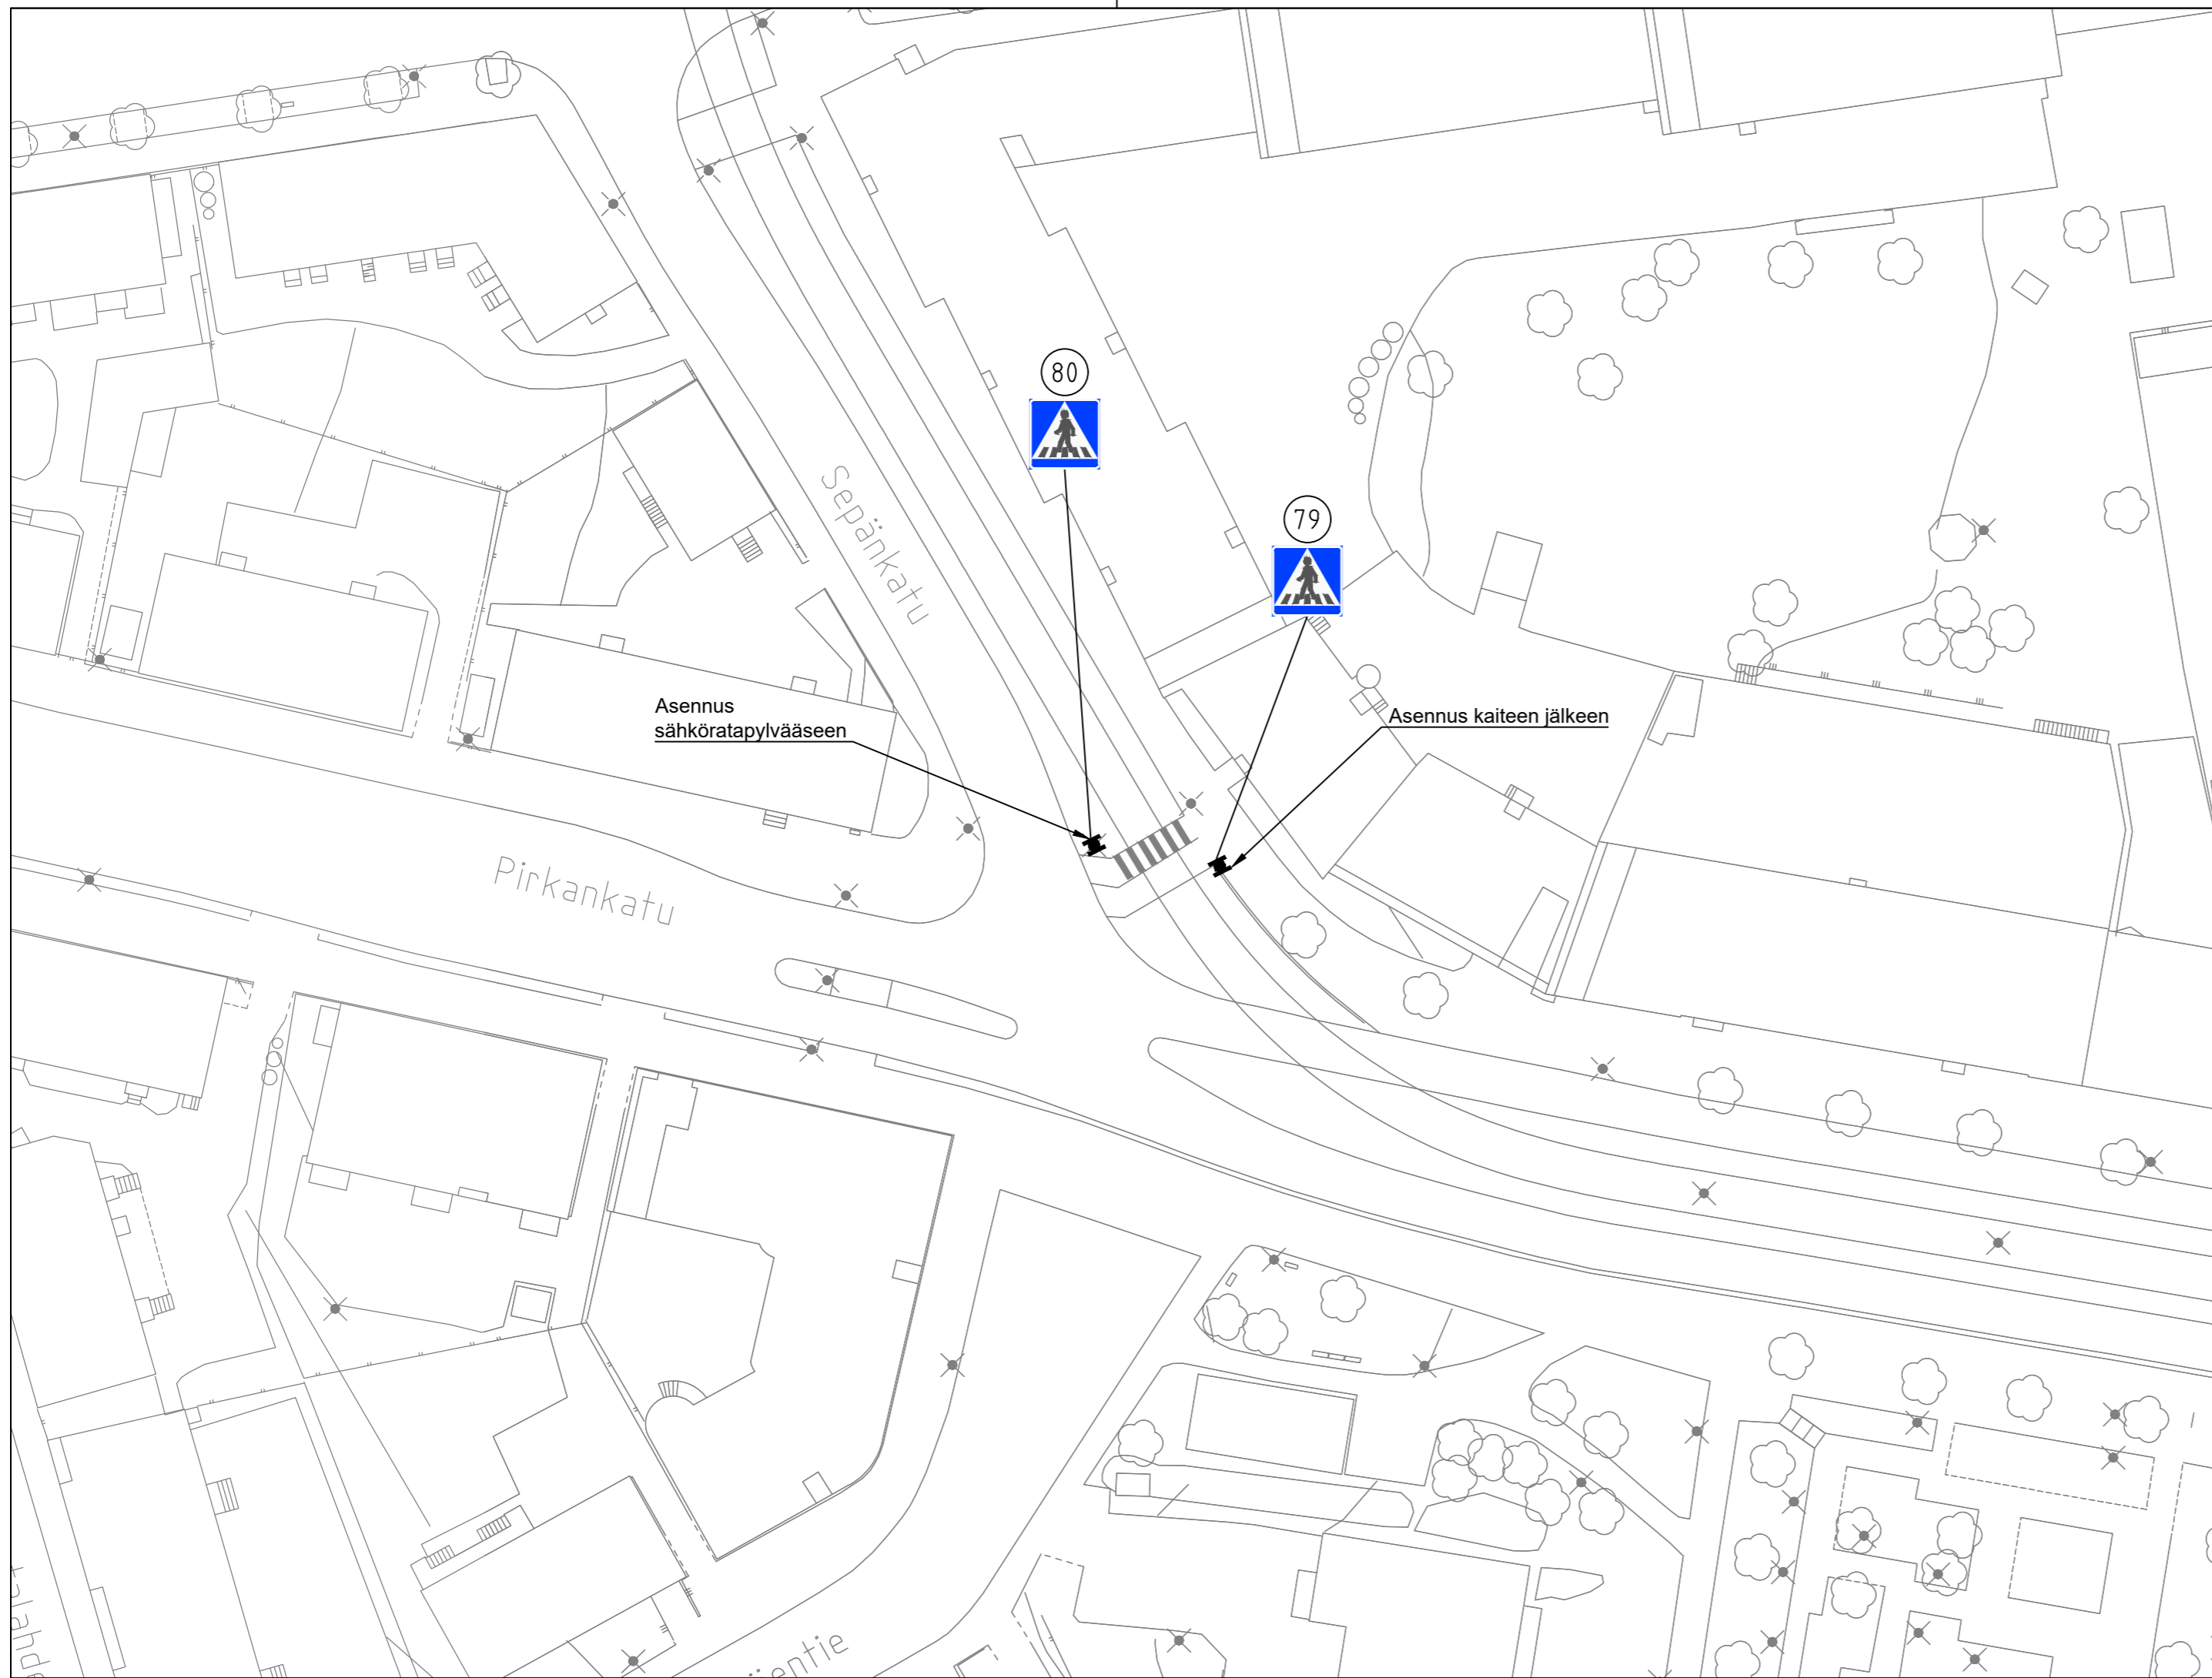 80
79
Sepänkatu
Asennus
sähköratapylvääseen
Asennus kaiteen jälkeen
Pirkankatu